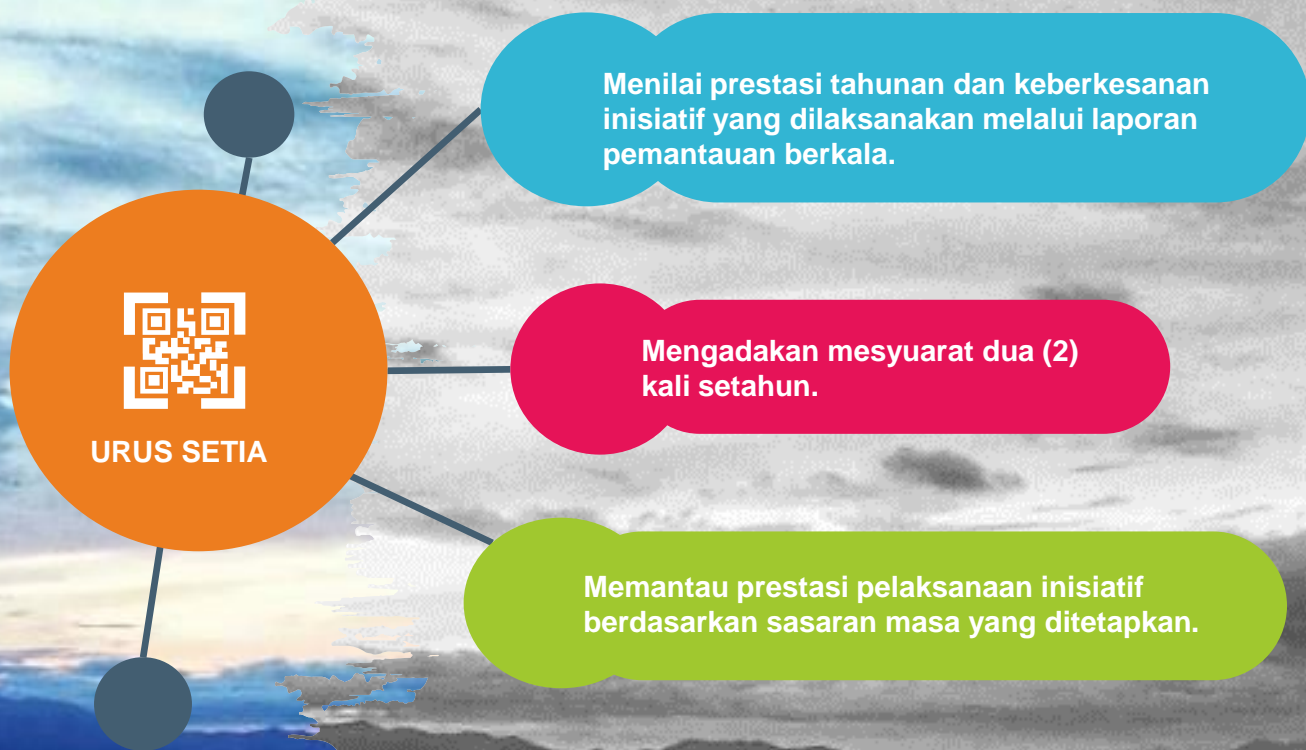 Menilai prestasi tahunan dan keberkesanan
inisiatif yang dilaksanakan melalui laporan
pemantauan berkala.
Mengadakan mesyuarat dua (2)
kali setahun.
URUS SETIA
Memantau prestasi pelaksanaan inisiatif
berdasarkan sasaran masa yang ditetapkan.